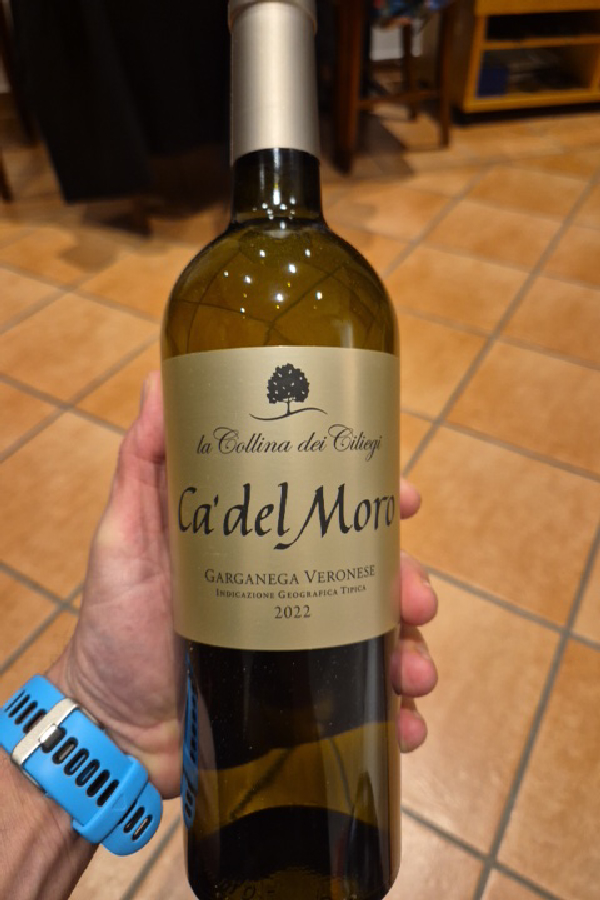 la Collina dei Ciliegi
Ca' del Moro
GARGANEGA VERONESE
INDICAZIONE GEOGRAFICA TIPICA
2022